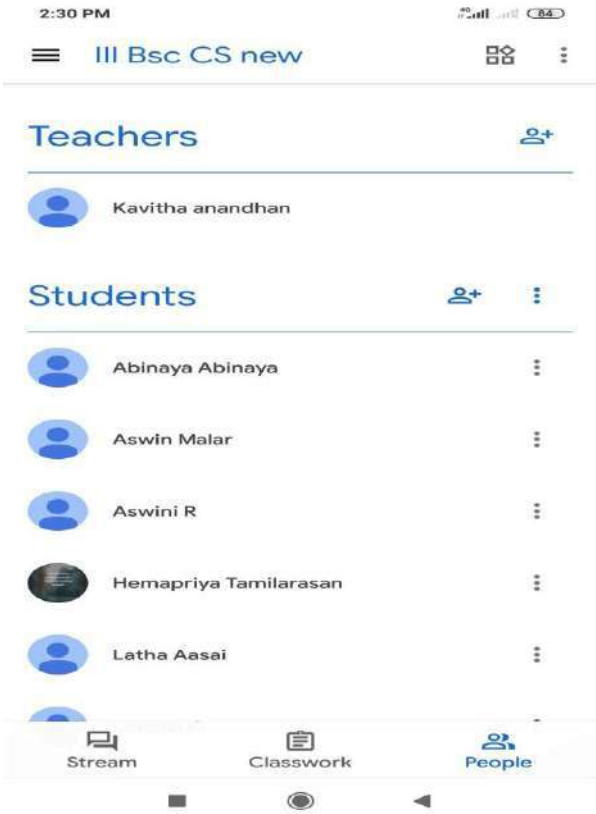 2:30 PM
4G 84
III Bsc CS new
Teachers
Kavitha anandhan
Students
Abinaya Abinaya
Aswin Malar
Aswini R
Hemapriya Tamilarasan
Latha Aasai
Stream Classwork People